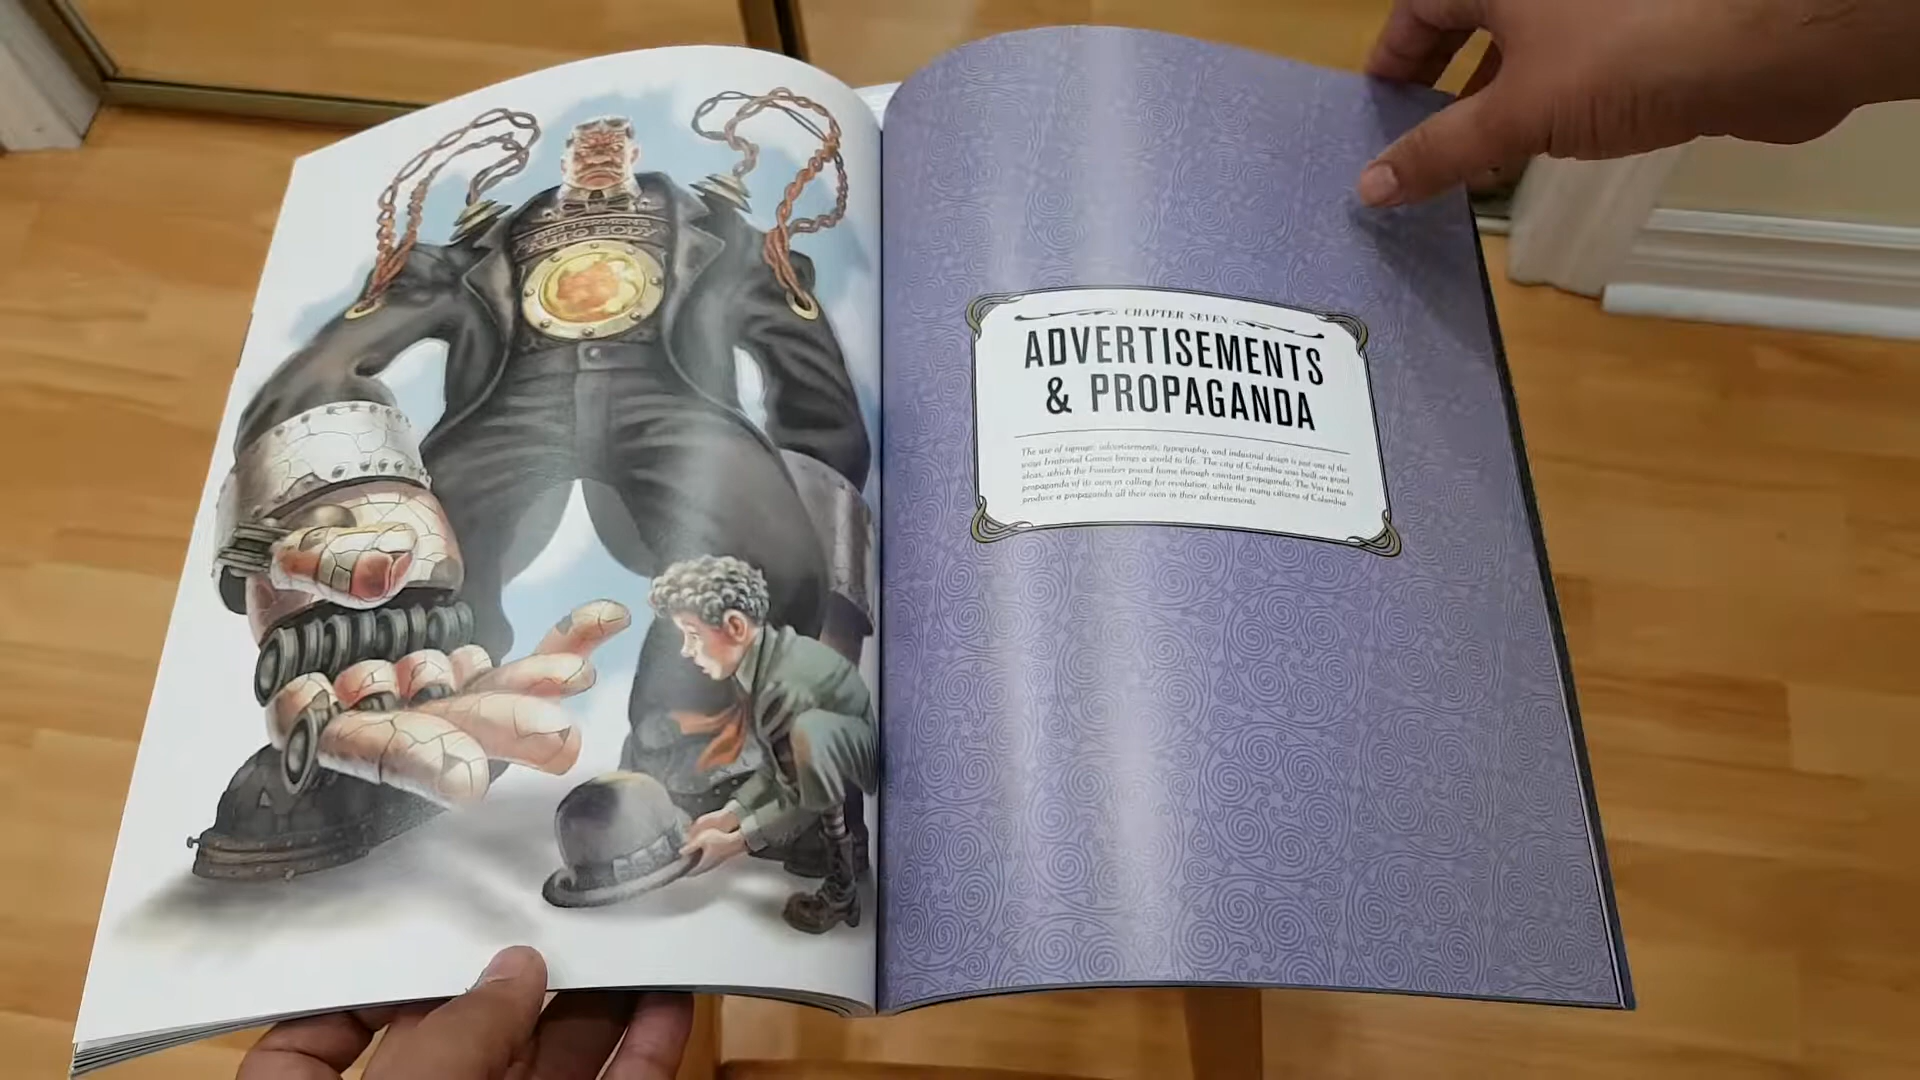 AUTO BODY
CHAPTER SEVEN
ADVERTISEMENTS
& PROPAGANDA
The use of signage, advertisements, typography, and industrial design is just one of the
ways Irrational Games brings a world to life. The city of Columbia was built on grand
ideas, which the Founders pound home through constant propaganda. The Vox turns to
propaganda of its own in calling for revolution, while the many citizens of Columbia
produce a propaganda all their own in their advertisements.